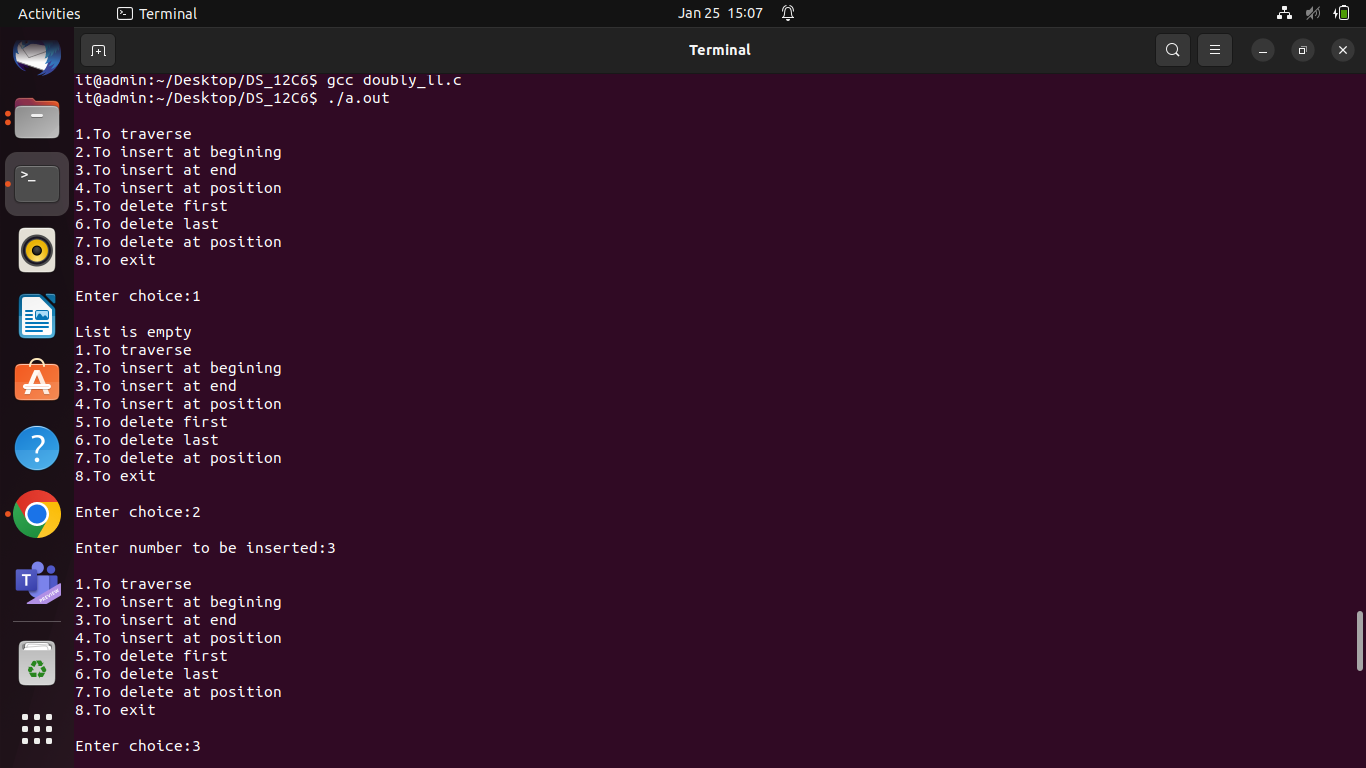 Activities
Terminal
Jan 25 15:07
Terminal
it@admin:~/Desktop/DS_12C6$ gcc doubly_ll.c
it@admin:~/Desktop/DS_12C6$ ./a.out
1.To traverse
2.To insert at begining
3.To insert at end
4.To insert at position
5.To delete first
6.To delete last
7.To delete at position
8.To exit
Enter choice:1
List is empty
1.To traverse
2.To insert at begining
3.To insert at end
4.To insert at position
5.To delete first
6.To delete last
7.To delete at position
8.To exit
Enter choice:2
Enter number to be inserted:3
1.To traverse
2.To insert at begining
3.To insert at end
4.To insert at position
5.To delete first
6.To delete last
7.To delete at position
8.To exit
Enter choice:3
>_
?
T
PREVIEW